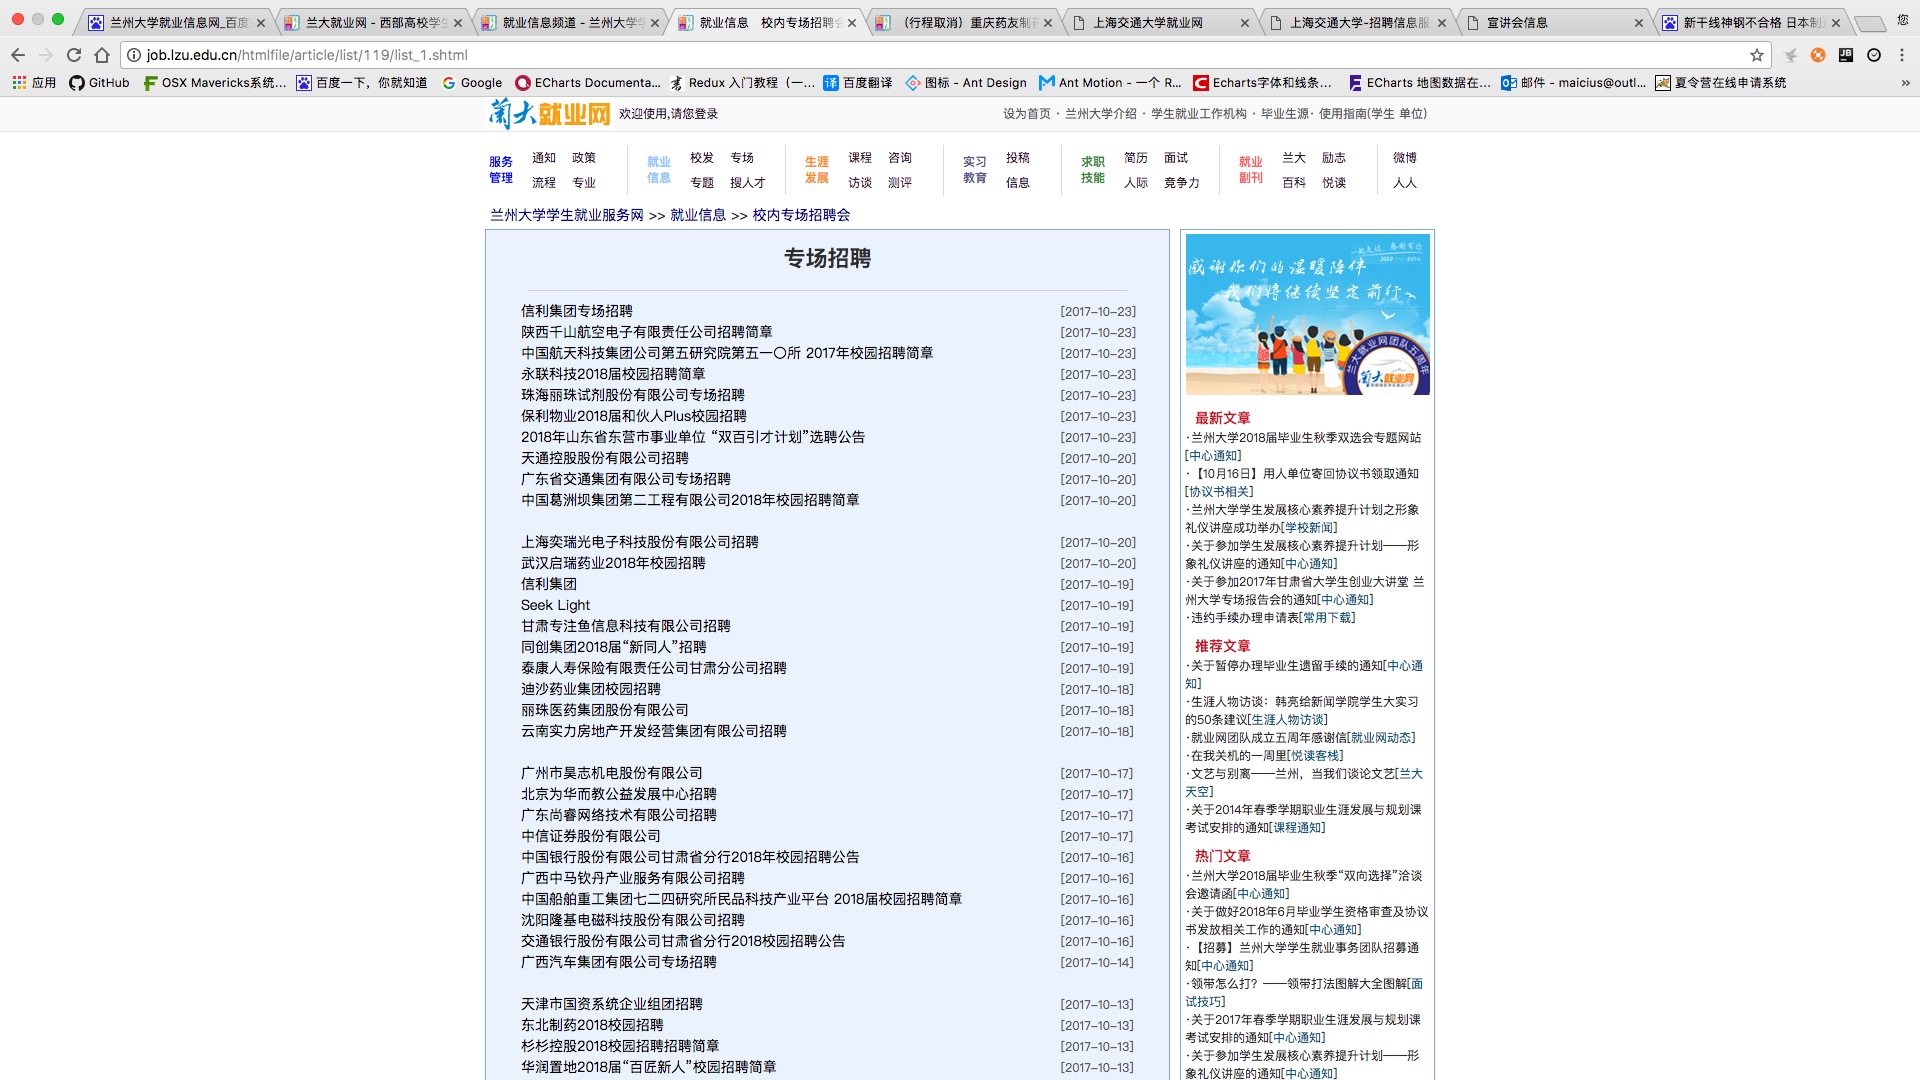 兰州大学就业信息网_百度
兰大就业网 - 西部高校学生
就业信息频道 - 兰州大学学
就业信息 校内专场招聘会
（行程取消）重庆药友制药
上海交通大学就业网
上海交通大学-招聘信息服
宣讲会信息
新干线神钢不合格 日本制造
您
job.lzu.edu.cn/htmlfile/article/list/119/list_1.shtml
应用
GitHub
OSX Mavericks系统...
百度一下，你就知道
Google
ECharts Documenta...
Redux 入门教程（一...
百度翻译
图标 - Ant Design
Ant Motion - 一个 R...
Echarts字体和线条...
ECharts 地图数据在...
邮件 - maicius@outl...
夏令营在线申请系统
»
兰大就业网 欢迎使用,请您登录
设为首页 · 兰州大学介绍 · 学生就业工作机构 · 毕业生源· 使用指南(学生 单位)
服务 通知 政策
管理 流程 专业
就业 校发 专场
信息 专题 搜人才
生涯 课程 咨询
发展 访谈 测评
实习 投稿
教育 信息
求职 简历 面试
技能 人际 竞争力
就业 兰大 励志
副刊 百科 悦读
微博
人人
兰州大学学生就业服务网 >> 就业信息 >> 校内专场招聘会
专场招聘
信利集团专场招聘 [2017-10-23]
陕西千山航空电子有限责任公司招聘简章 [2017-10-23]
中国航天科技集团公司第五研究院第五一〇所 2017年校园招聘简章 [2017-10-23]
永联科技2018届校园招聘简章 [2017-10-23]
珠海丽珠试剂股份有限公司专场招聘 [2017-10-23]
保利物业2018届和伙人Plus校园招聘 [2017-10-23]
2018年山东省东营市事业单位 “双百引才计划”选聘公告 [2017-10-23]
天通控股股份有限公司招聘 [2017-10-20]
广东省交通集团有限公司专场招聘 [2017-10-20]
中国葛洲坝集团第二工程有限公司2018年校园招聘简章 [2017-10-20]
上海奕瑞光电子科技股份有限公司招聘 [2017-10-20]
武汉启瑞药业2018年校园招聘 [2017-10-20]
信利集团 [2017-10-19]
Seek Light [2017-10-19]
甘肃专注鱼信息科技有限公司招聘 [2017-10-19]
同创集团2018届“新同人”招聘 [2017-10-19]
泰康人寿保险有限责任公司甘肃分公司招聘 [2017-10-19]
迪沙药业集团校园招聘 [2017-10-18]
丽珠医药集团股份有限公司 [2017-10-18]
云南实力房地产开发经营集团有限公司招聘 [2017-10-18]
广州市昊志机电股份有限公司 [2017-10-17]
北京为华而教公益发展中心招聘 [2017-10-17]
广东尚睿网络技术有限公司招聘 [2017-10-17]
中信证券股份有限公司 [2017-10-17]
中国银行股份有限公司甘肃省分行2018年校园招聘公告 [2017-10-16]
广西中马钦丹产业服务有限公司招聘 [2017-10-16]
中国船舶重工集团七二四研究所民品科技产业平台 2018届校园招聘简章 [2017-10-16]
沈阳隆基电磁科技股份有限公司招聘 [2017-10-16]
交通银行股份有限公司甘肃省分行2018校园招聘公告 [2017-10-16]
广西汽车集团有限公司专场招聘 [2017-10-14]
天津市国资系统企业组团招聘 [2017-10-13]
东北制药2018校园招聘 [2017-10-13]
杉杉控股2018校园招聘招聘简章 [2017-10-13]
华润置地2018届“百匠新人”校园招聘简章 [2017-10-13]
一起走过，感谢有你
感谢你们的温暖陪伴
我们将继续坚定前行~
兰大就业网团队五周年
兰大就业网
最新文章
·兰州大学2018届毕业生秋季双选会专题网站
[中心通知]
·【10月16日】用人单位寄回协议书领取通知
[协议书相关]
·兰州大学学生发展核心素养提升计划之形象
礼仪讲座成功举办[学校新闻]
·关于参加学生发展核心素养提升计划——形
象礼仪讲座的通知[中心通知]
·关于参加2017年甘肃省大学生创业大讲堂 兰
州大学专场报告会的通知[中心通知]
·违约手续办理申请表[常用下载]
推荐文章
·关于暂停办理毕业生遗留手续的通知[中心通
知]
·生涯人物访谈：韩亮给新闻学院学生大实习
的50条建议[生涯人物访谈]
·就业网团队成立五周年感谢信[就业网动态]
·在我关机的一周里[悦读客栈]
·文艺与别离——兰州，当我们谈论文艺[兰大
天空]
·关于2014年春季学期职业生涯发展与规划课
考试安排的通知[课程通知]
热门文章
·兰州大学2018届毕业生秋季“双向选择”洽谈
会邀请函[中心通知]
·关于做好2018年6月毕业学生资格审查及协议
书发放相关工作的通知[中心通知]
·【招募】兰州大学学生就业事务团队招募通
知[中心通知]
·领带怎么打？——领带打法图解大全图解[面
试技巧]
·关于2017年春季学期职业生涯发展与规划课
考试安排的通知[中心通知]
·关于参加学生发展核心素养提升计划——形
象礼仪讲座的通知[中心通知]